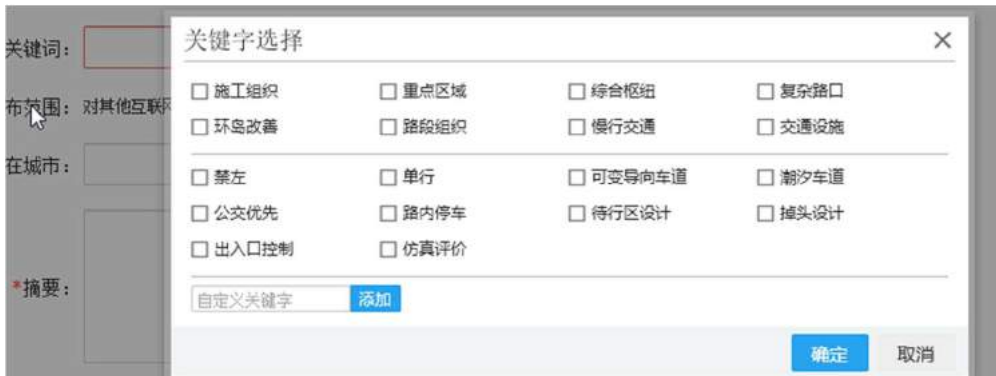 关键字选择
关键词：
施工组织 重点区域 综合枢纽 复杂路口
布范围： 对其他互联网
环岛改善 路段组织 慢行交通 交通设施
在城市：
禁左 单行 可变导向车道 潮汐车道
公交优先 路内停车 待行区设计 掉头设计
出入口控制 仿真评价
*摘要：
自定义关键字 添加
确定 取消